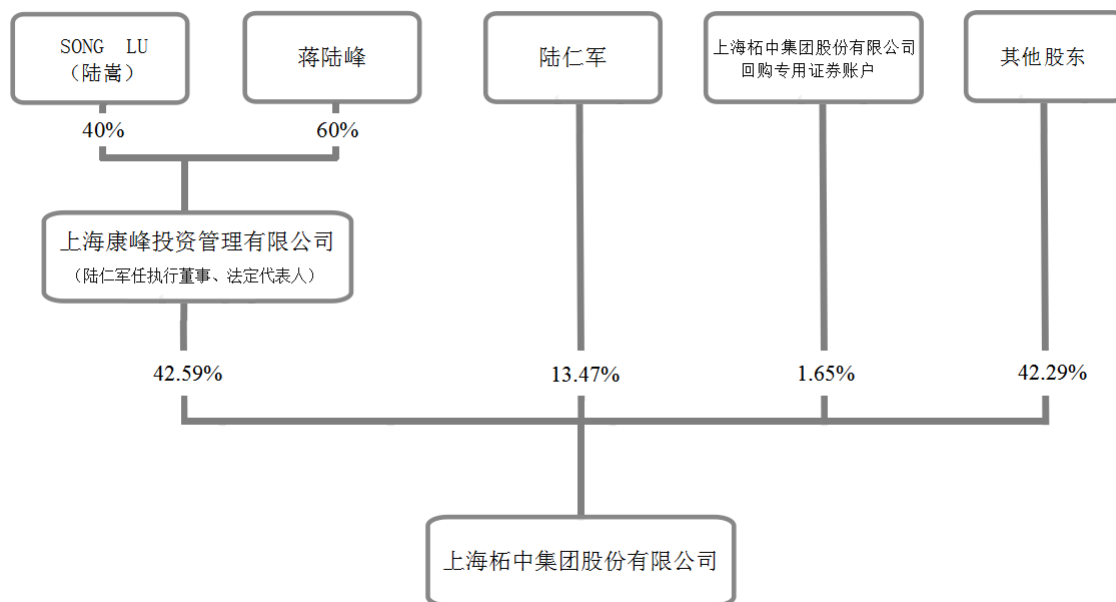 SONG LU
（陆嵩）
蒋陆峰
陆仁军
上海柘中集团股份有限公司
回购专用证券账户
其他股东
40%
60%
上海康峰投资管理有限公司
（陆仁军任执行董事、法定代表人）
42.59%
13.47%
1.65%
42.29%
上海柘中集团股份有限公司